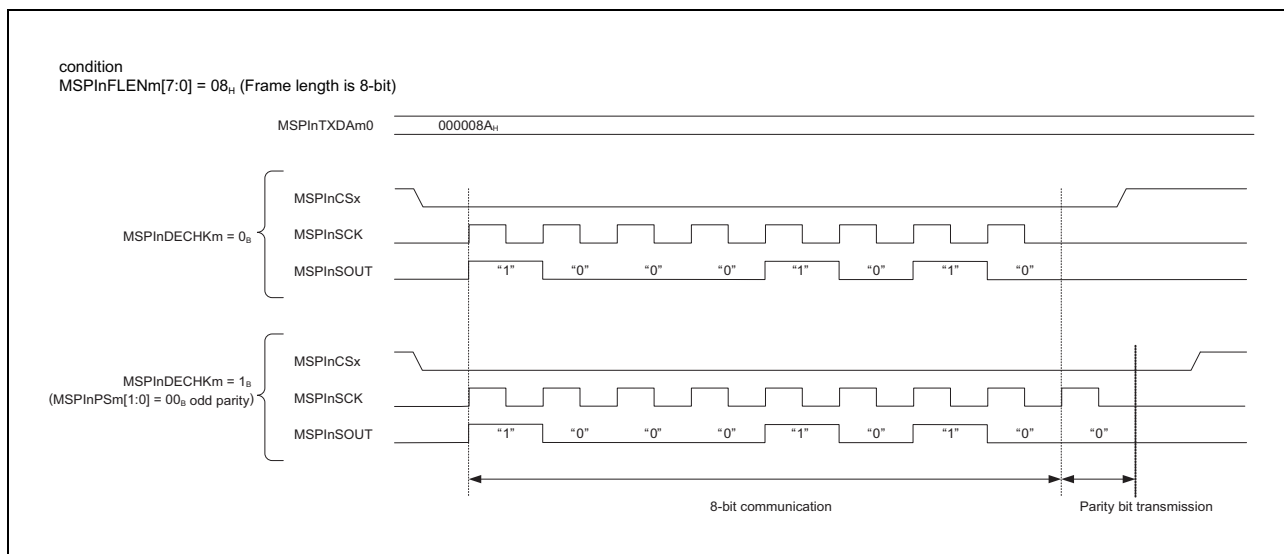 condition
MSPInFLENm[7:0] = 08H (Frame length is 8-bit)
MSPInTXDAm0 000008AH
MSPInDECHKm = 0B
MSPInCSx
MSPInSCK
MSPInSOUT "1" "0" "0" "0" "1" "0" "1" "0"
MSPInDECHKm = 1B
(MSPInPSm[1:0] = 00B odd parity)
MSPInCSx
MSPInSCK
MSPInSOUT "1" "0" "0" "0" "1" "0" "1" "0" "0"
8-bit communication Parity bit transmission